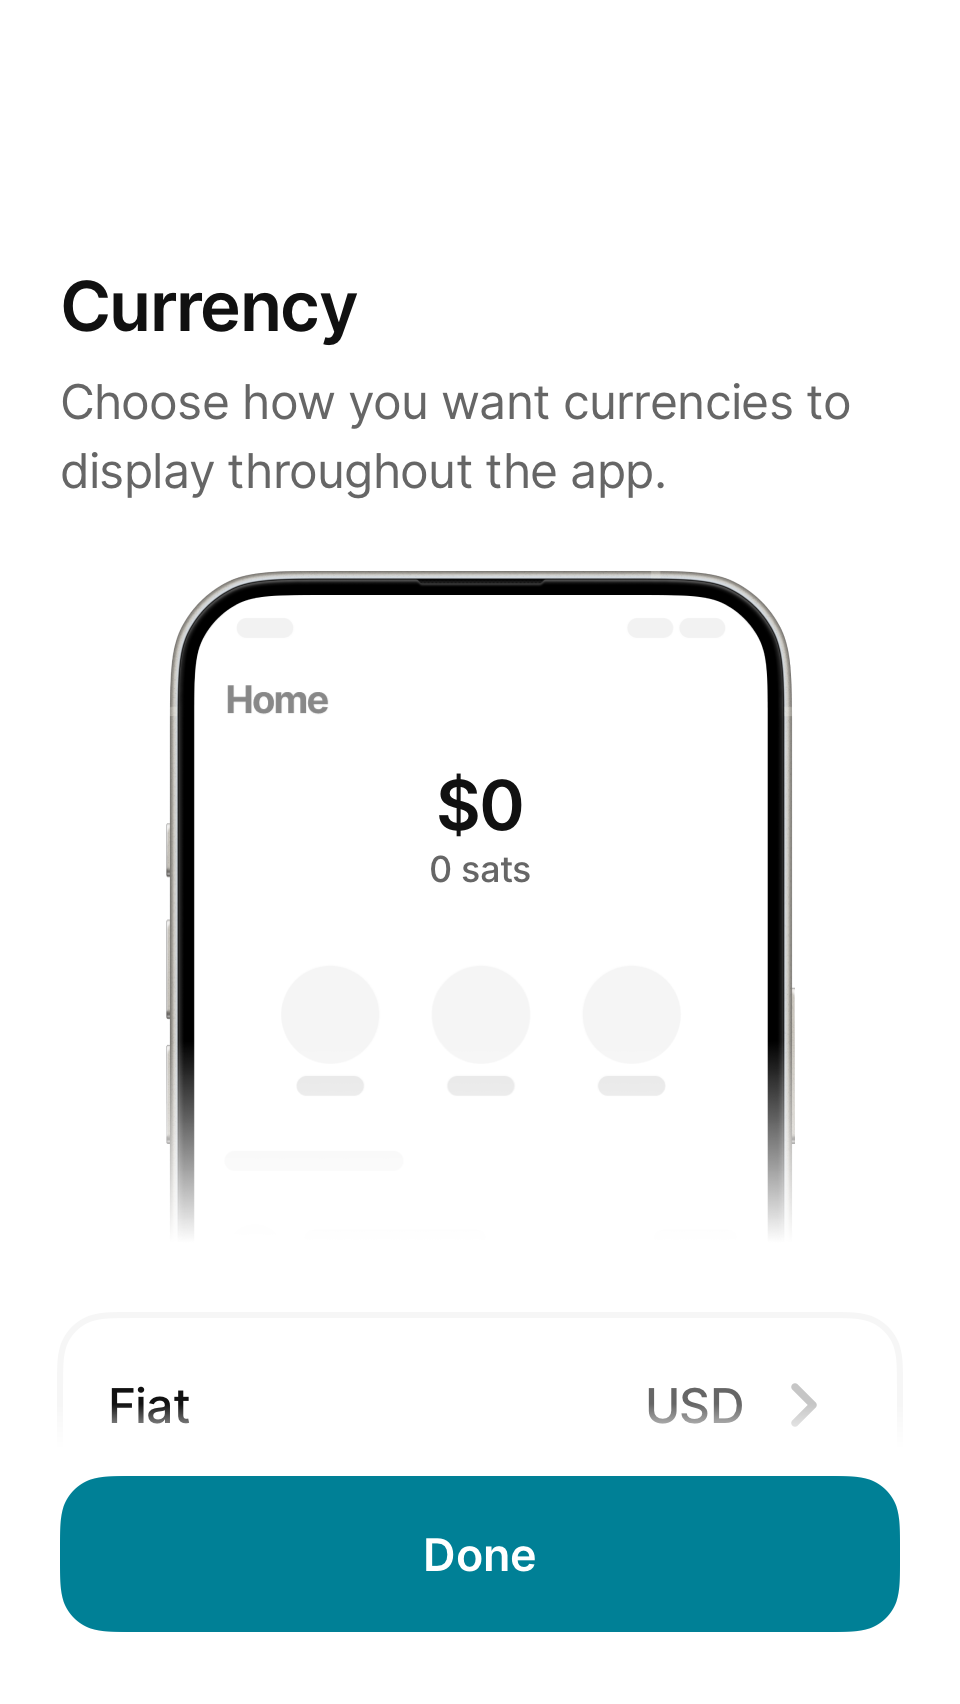 Currency
Choose how you want currencies to
display throughout the app.
Home
$0
0 sats
Fiat USD
Done